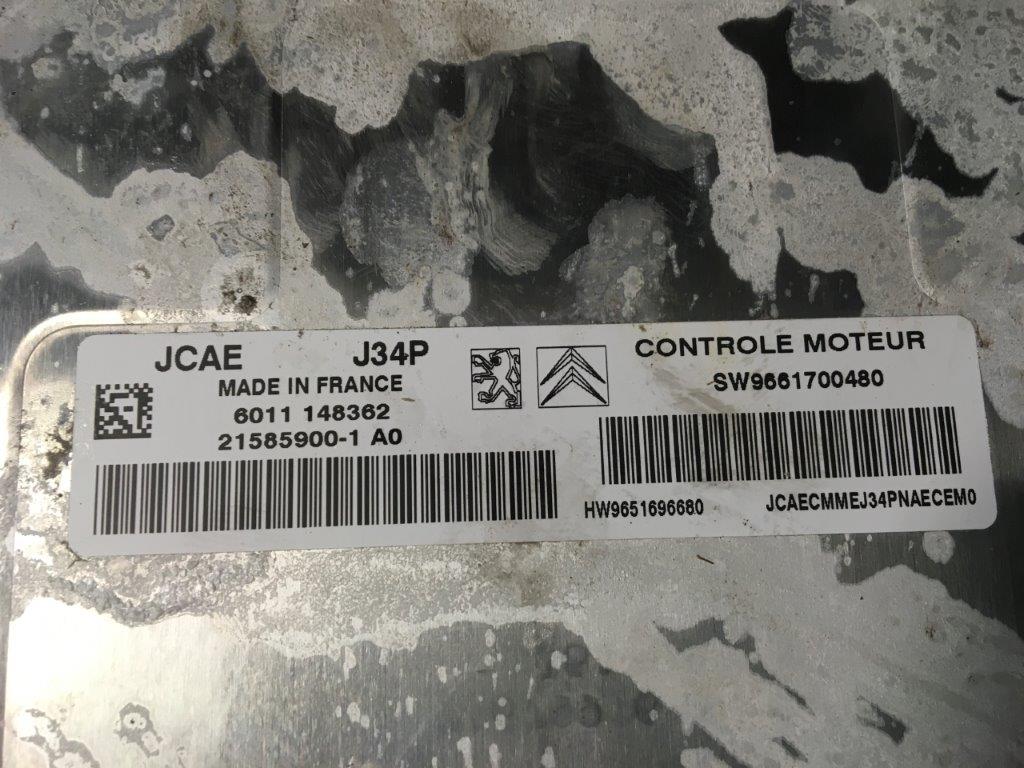 JCAE J34P
MADE IN FRANCE
6011 148362
21585900-1 A0
CONTROLE MOTEUR
SW9661700480
HW9651696680 JCAECMMEJ34PNAECEM0